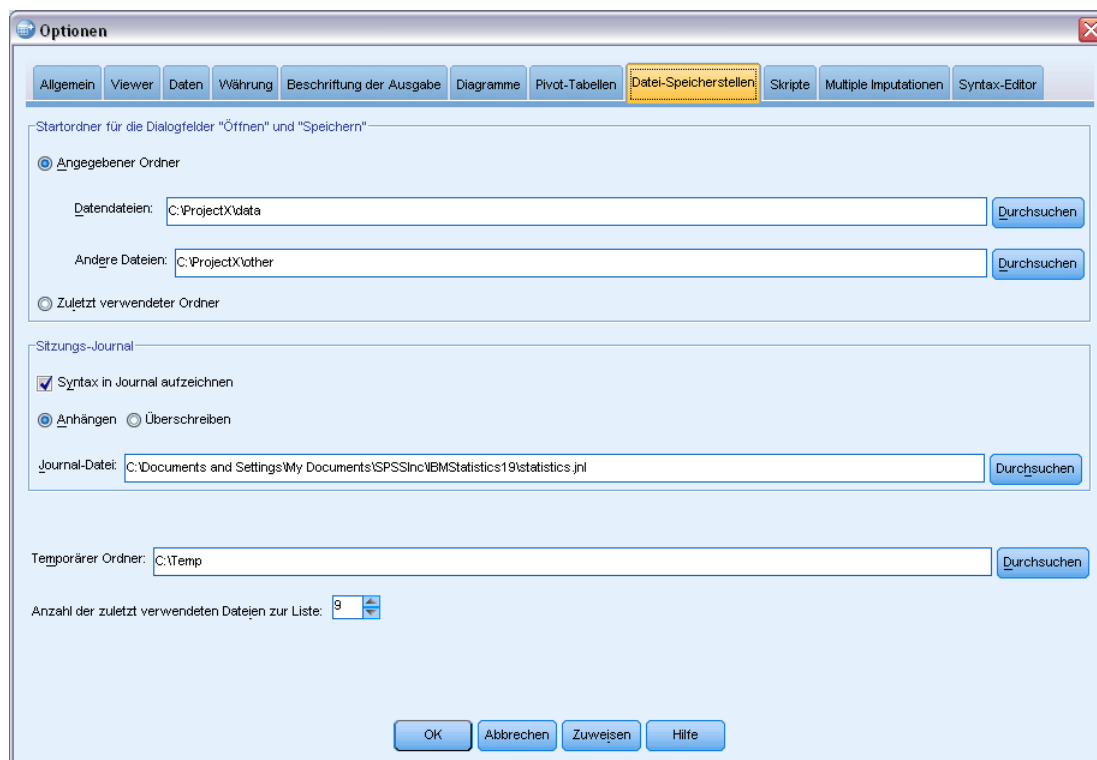 Optionen
Allgemein Viewer Daten Währung Beschriftung der Ausgabe Diagramme Pivot-Tabellen Datei-Speicherstellen Skripte Multiple Imputationen Syntax-Editor
Startordner für die Dialogfelder "Öffnen" und "Speichern"
Angegebener Ordner
Datendateien: C:\ProjectX\data Durchsuchen
Andere Dateien: C:\ProjectX\other Durchsuchen
Zuletzt verwendeter Ordner
Sitzungs-Journal
Syntax in Journal aufzeichnen
Anhängen Überschreiben
Journal-Datei: C:\Documents and Settings\My Documents\SPSSInc\IBMStatistics19\statistics.jnl Durchsuchen
Temporärer Ordner: C:\Temp Durchsuchen
Anzahl der zuletzt verwendeten Dateien zur Liste: 9
OK Abbrechen Zuweisen Hilfe